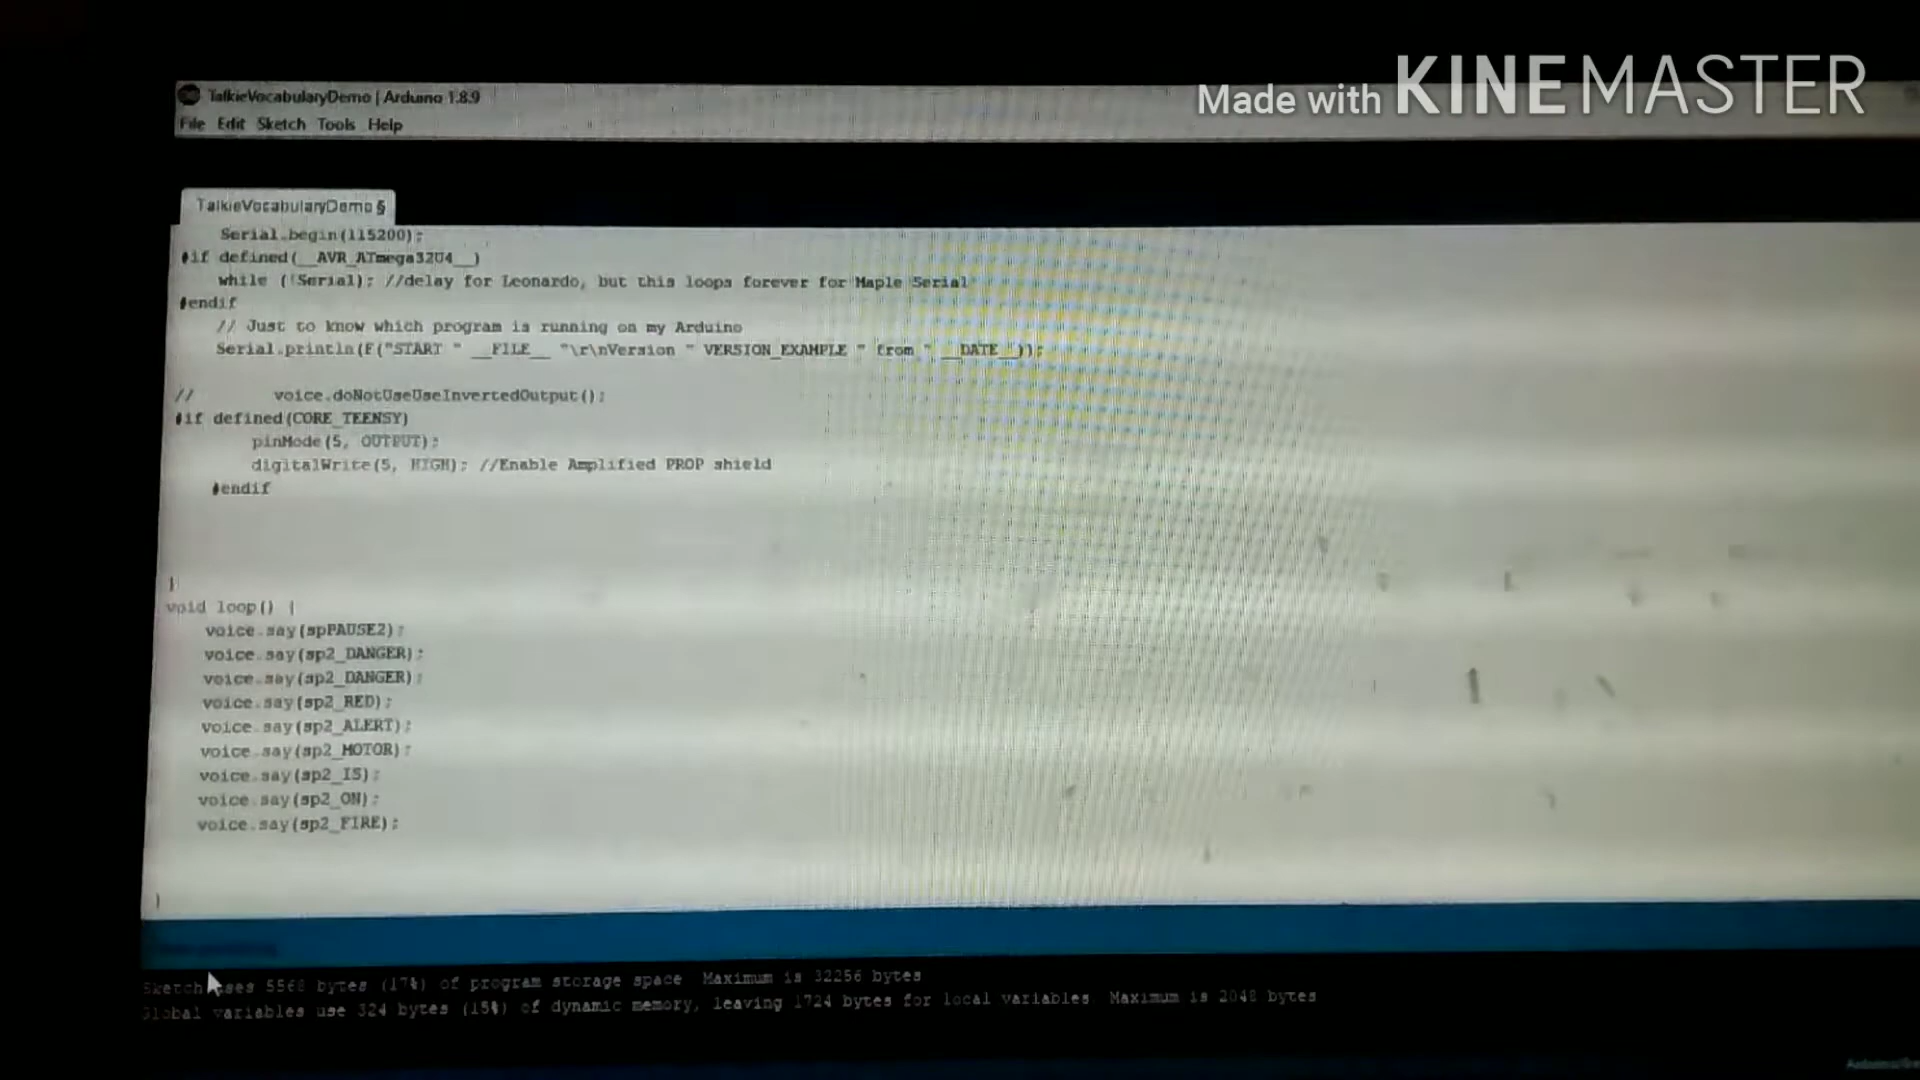 Made with KINEMASTER
TalkieVocabularyDemo | Arduino 1.8.9
File Edit Sketch Tools Help
TalkieVocabularyDemo §
Serial.begin(115200);
#if defined(__AVR_ATmega32U4__)
while (!Serial); //delay for Leonardo, but this loops forever for Maple Serial
#endif
// Just to know which program is running on my Arduino
Serial.println(F("START " __FILE__ "\r\nVersion " VERSION_EXAMPLE " from " __DATE__));
// voice.doNotUseUseInvertedOutput();
#if defined(CORE_TEENSY)
pinMode(5, OUTPUT);
digitalWrite(5, HIGH); //Enable Amplified PROP shield
#endif
}
void loop() {
voice.say(spPAUSE2);
voice.say(sp2_DANGER);
voice.say(sp2_DANGER);
voice.say(sp2_RED);
voice.say(sp2_ALERT);
voice.say(sp2_MOTOR);
voice.say(sp2_IS);
voice.say(sp2_ON);
voice.say(sp2_FIRE);
}
Sketch uses 5568 bytes (17%) of program storage space. Maximum is 32256 bytes
Global variables use 324 bytes (15%) of dynamic memory, leaving 1724 bytes for local variables. Maximum is 2048 bytes